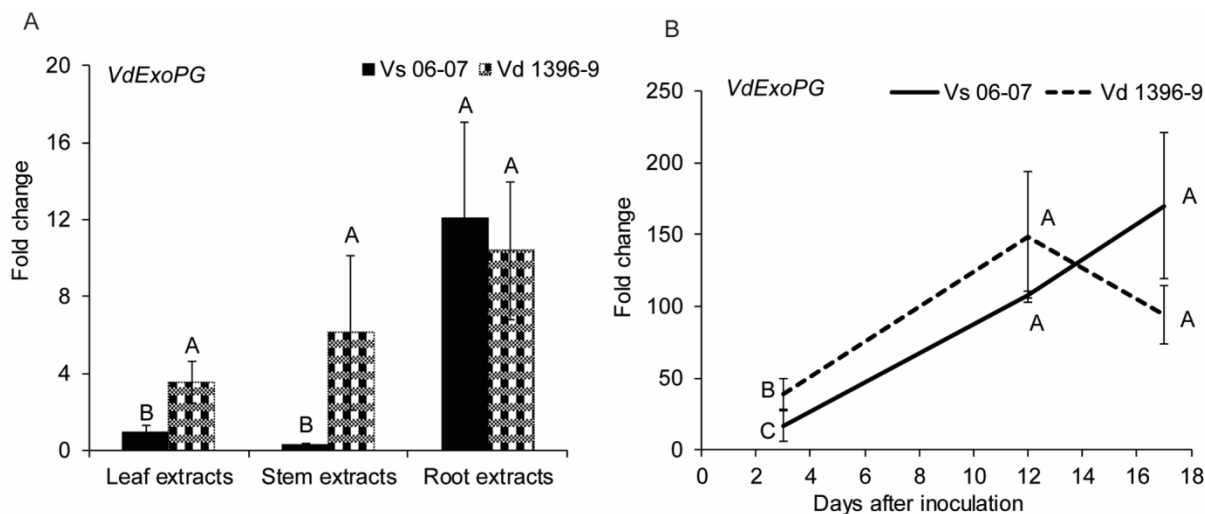 A
VdExoPG
Vs 06-07 Vd 1396-9
20
16
12
8
4
0
Fold change
B A
B A
A A
Leaf extracts Stem extracts Root extracts
B
VdExoPG
Vs 06-07 Vd 1396-9
250
200
150
100
50
0
Fold change
B
C
A
A
A
A
0 2 4 6 8 10 12 14 16 18
Days after inoculation